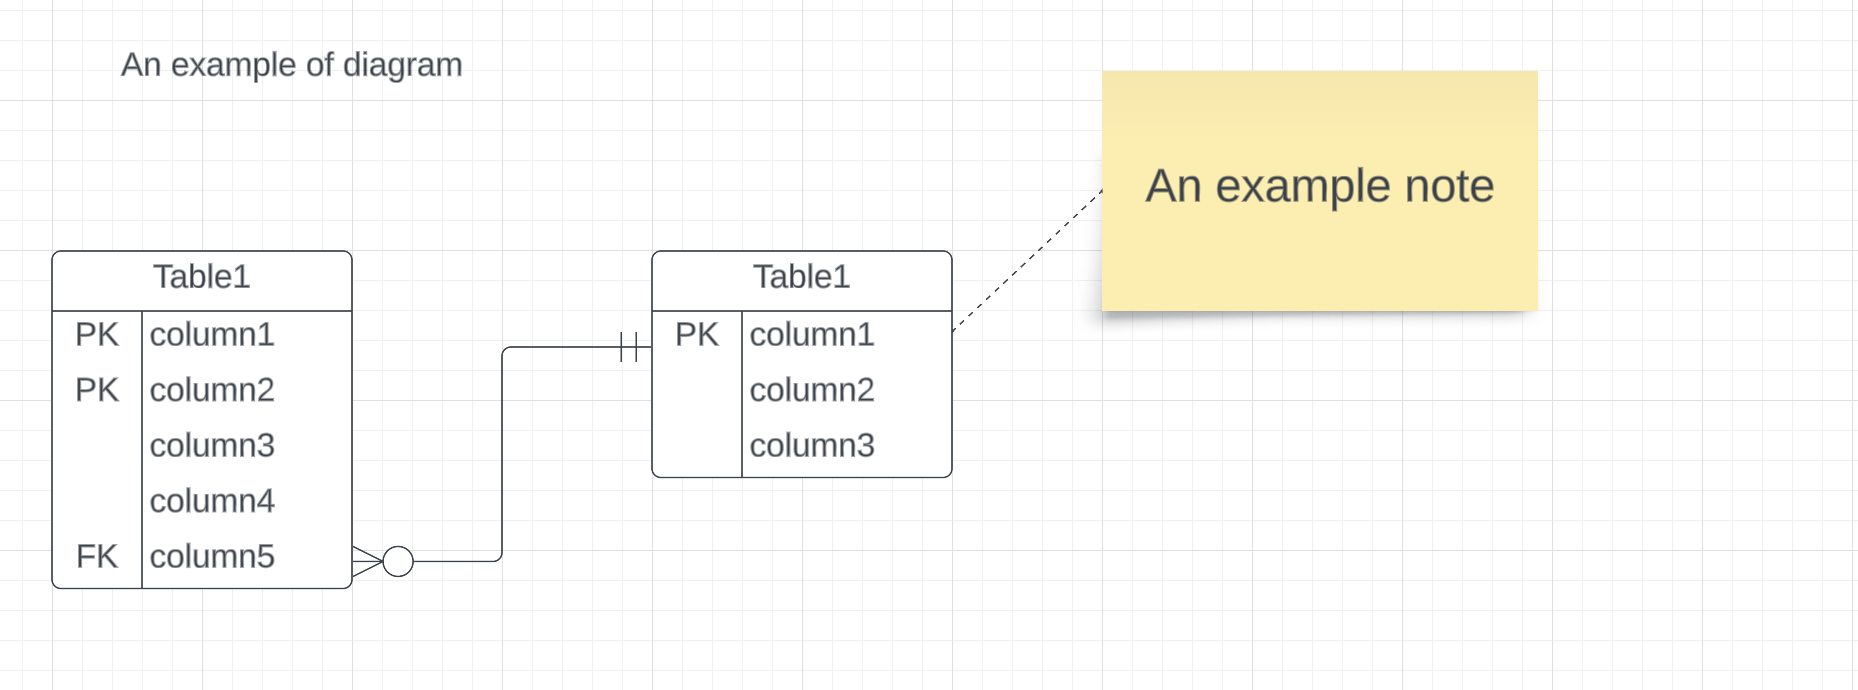 An example of diagram
An example note
Table1
PK column1
PK column2
column3
column4
FK column5
Table1
PK column1
column2
column3